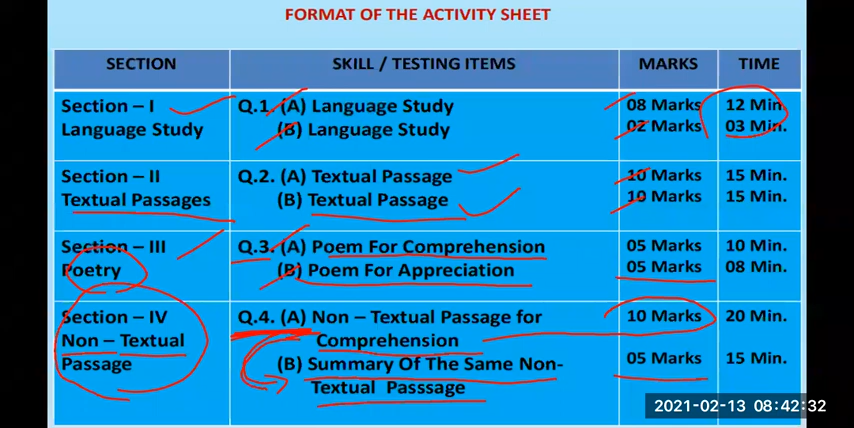 FORMAT OF THE ACTIVITY SHEET
SECTION SKILL / TESTING ITEMS MARKS TIME
Section – I Q.1. (A) Language Study 08 Marks 12 Min.
Language Study (B) Language Study 02 Marks 03 Min.
Section – II Q.2. (A) Textual Passage 10 Marks 15 Min.
Textual Passages (B) Textual Passage 10 Marks 15 Min.
Section – III Q.3. (A) Poem For Comprehension 05 Marks 10 Min.
Poetry (B) Poem For Appreciation 05 Marks 08 Min.
Section – IV Q.4. (A) Non – Textual Passage for 10 Marks 20 Min.
Non – Textual Comprehension
Passage (B) Summary Of The Same Non- 05 Marks 15 Min.
Textual Passsage
2021-02-13 08:42:32